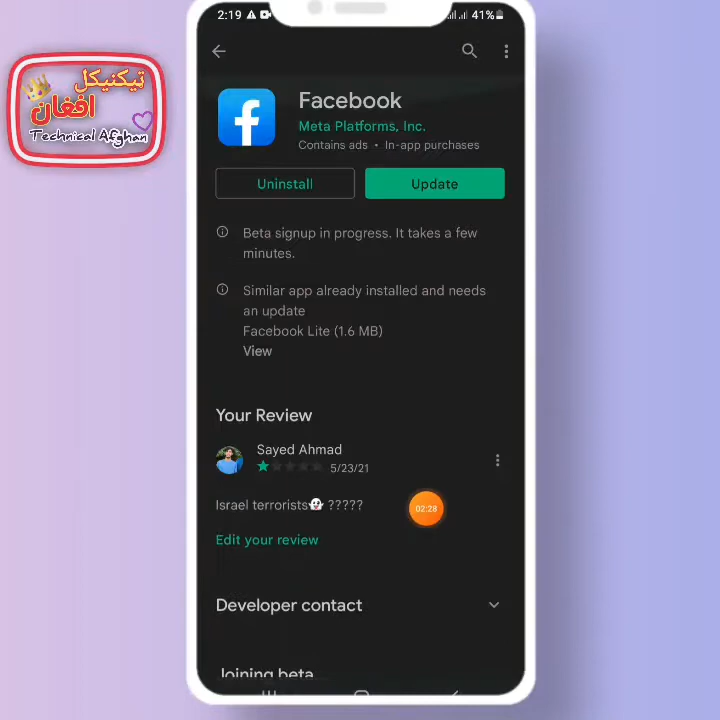 2:19 41%
تیکنیکل
افغان
Technical Afghan
Facebook
Meta Platforms, Inc.
Contains ads • In-app purchases
Uninstall
Update
Beta signup in progress. It takes a few
minutes.
Similar app already installed and needs
an update
Facebook Lite (1.6 MB)
View
Your Review
Sayed Ahmad
5/23/21
Israel terrorists👻 ?????
02:28
Edit your review
Developer contact
Joining beta